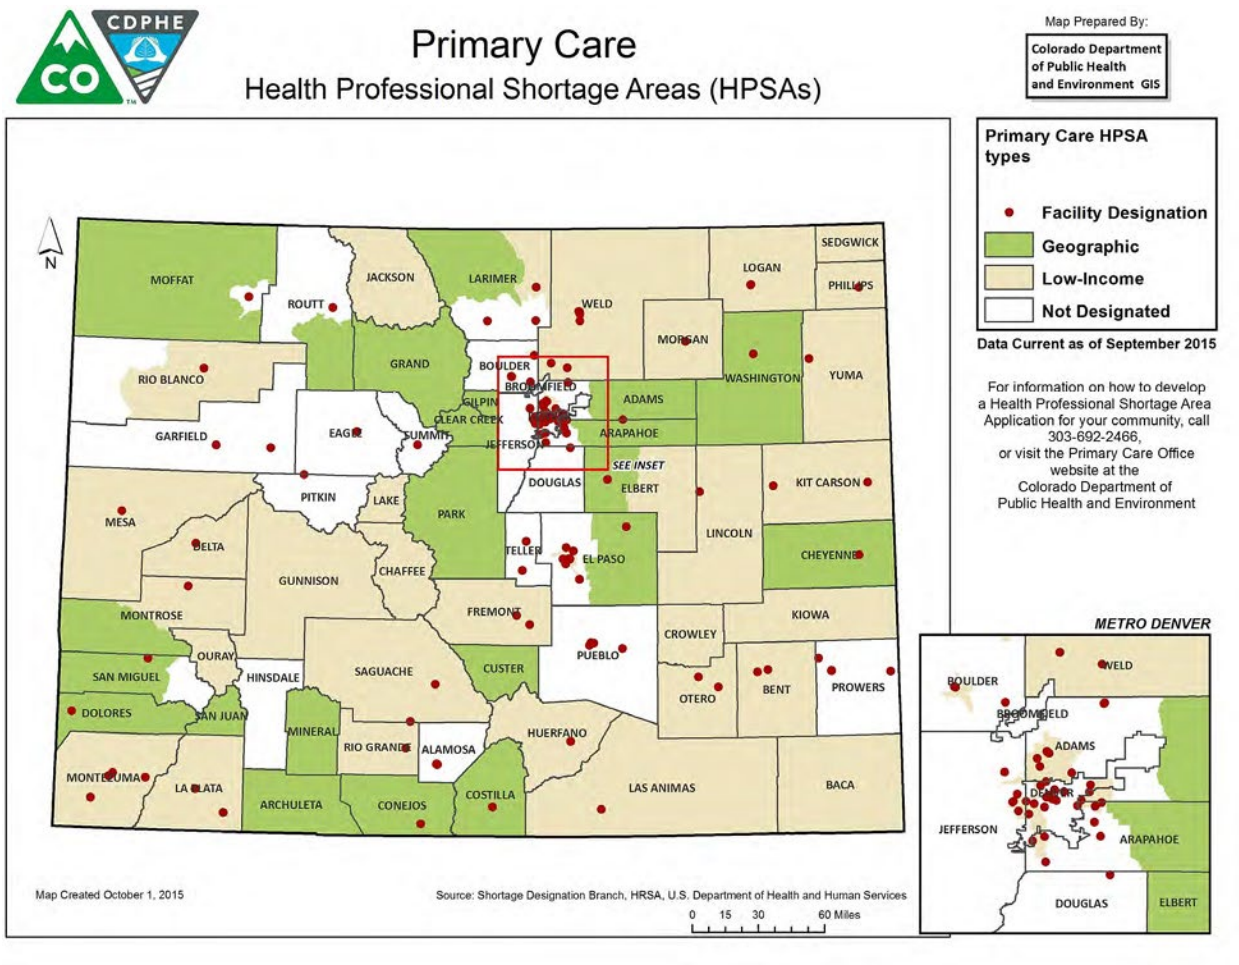 CDPHE
CO
TM
Primary Care
Health Professional Shortage Areas (HPSAs)
Map Prepared By:
Colorado Department
of Public Health
and Environment GIS
Primary Care HPSA
types
Facility Designation
Geographic
Low-Income
Not Designated
Data Current as of September 2015
For information on how to develop
a Health Professional Shortage Area
Application for your community, call
303-692-2466,
or visit the Primary Care Office
website at the
Colorado Department of
Public Health and Environment
N
MOFFAT
ROUTT
JACKSON
LARIMER
WELD
LOGAN
SEDGWICK
PHILLIPS
MORGAN
RIO BLANCO
GRAND
BOULDER
BROOMFIELD
WASHINGTON
YUMA
GILPIN
CLEAR CREEK
ADAMS
GARFIELD
EAGLE
SUMMIT
JEFFERSON
ARAPAHOE
SEE INSET
PITKIN
LAKE
PARK
DOUGLAS
ELBERT
KIT CARSON
MESA
DELTA
GUNNISON
CHAFFEE
TELLER
EL PASO
LINCOLN
CHEYENNE
MONTROSE
FREMONT
KIOWA
CROWLEY
OURAY
SAN MIGUEL
HINSDALE
SAGUACHE
CUSTER
PUEBLO
OTERO
BENT
PROWERS
DOLORES
SAN JUAN
MINERAL
RIO GRANDE
ALAMOSA
HUERFANO
MONTEZUMA
LA PLATA
ARCHULETA
CONEJOS
COSTILLA
LAS ANIMAS
BACA
METRO DENVER
WELD
BOULDER
BROOMFIELD
ADAMS
DENVER
JEFFERSON
ARAPAHOE
DOUGLAS
ELBERT
Map Created October 1, 2015
Source: Shortage Designation Branch, HRSA, U.S. Department of Health and Human Services
0 15 30 60 Miles